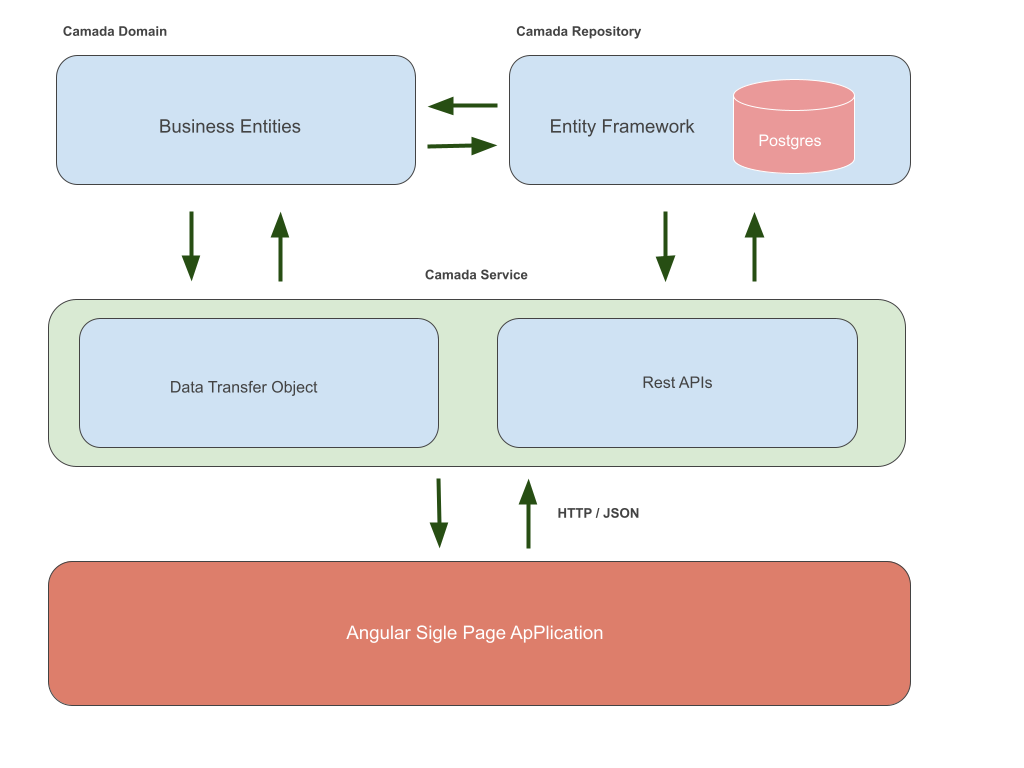 Camada Domain
Camada Repository
Business Entities
Entity Framework
Postgres
Camada Service
Data Transfer Object
Rest APIs
HTTP / JSON
Angular Sigle Page ApPlication